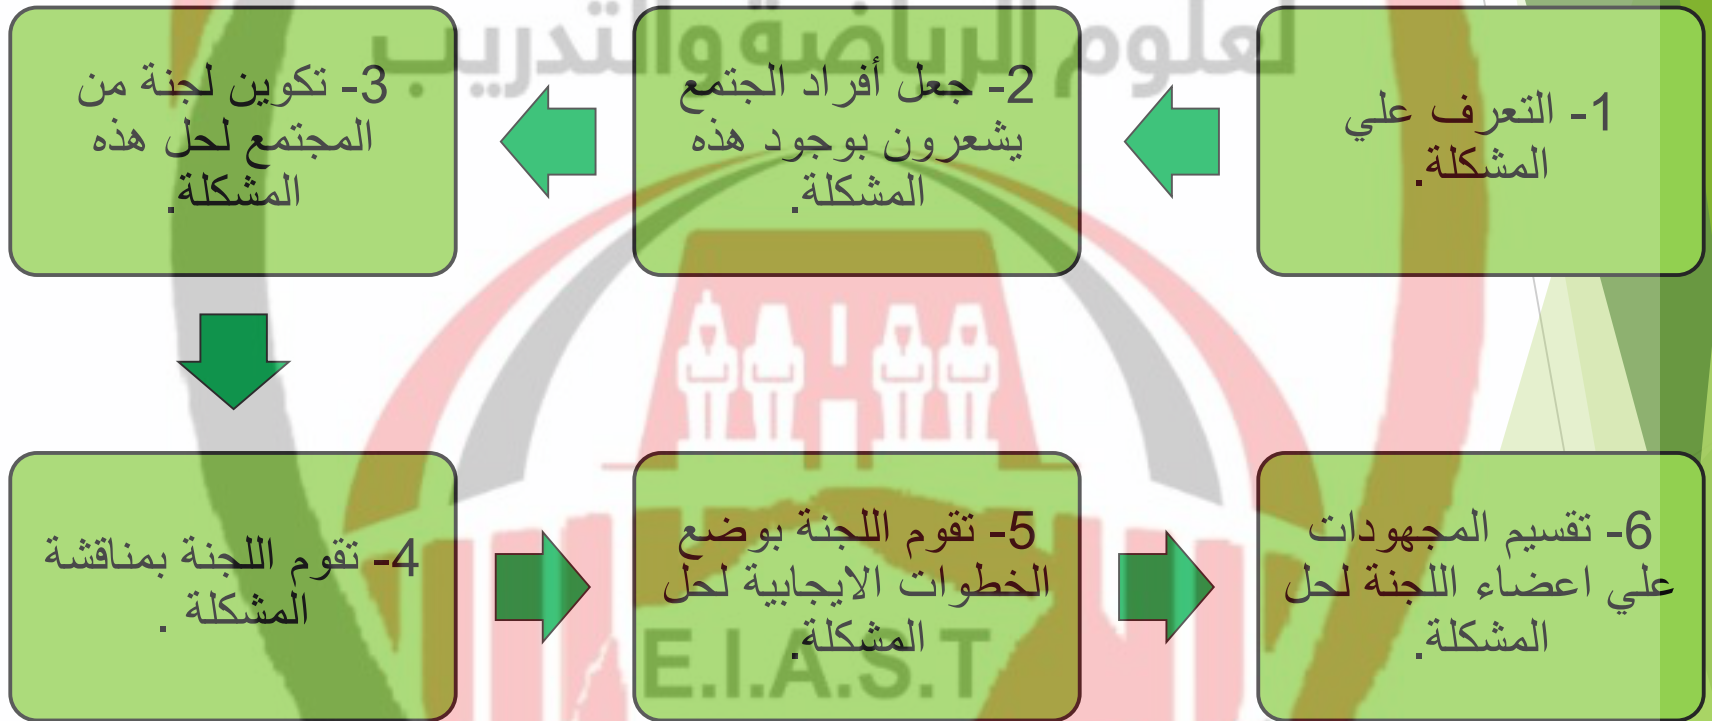 لعلوم الرياضة والتدريب
1- التعرف علي
المشكلة.
2- جعل أفراد الجتمع
يشعرون بوجود هذه
المشكلة.
3- تكوين لجنة من
المجتمع لحل هذه
المشكلة.
4- تقوم اللجنة بمناقشة
المشكلة .
5- تقوم اللجنة بوضع
الخطوات الايجابية لحل
المشكلة.
6- تقسيم المجهودات
علي اعضاء اللجنة لحل
المشكلة.
E.I.A.S.T